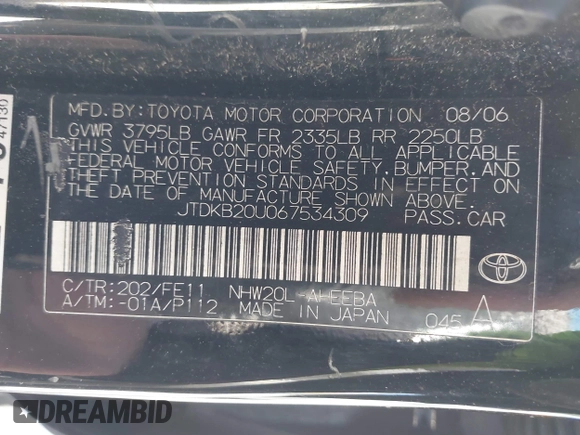 47130
MFD.BY:TOYOTA MOTOR CORPORATION 08/06
GVWR 3795LB GAWR FR 2335LB RR 2250LB
THIS VEHICLE CONFORMS TO ALL APPLICABLE
FEDERAL MOTOR VEHICLE SAFETY,BUMPER,AND
THEFT PREVENTION STANDARDS IN EFFECT ON
THE DATE OF MANUFACTURE SHOWN ABOVE.
JTDKB20U067534309 PASS.CAR
C/TR:202/FE11 NHW20L-AHEEBA
A/TM:-01A/P112 MADE IN JAPAN 045 A
DREAMBID